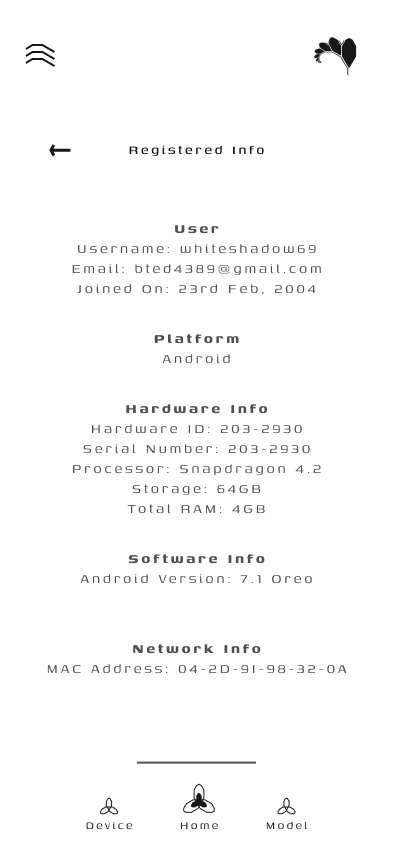 Registered Info
User
Username: whiteshadow69
Email: bted4389@gmail.com
Joined On: 23rd Feb, 2004
Platform
Android
Hardware Info
Hardware ID: 203-2930
Serial Number: 203-2930
Processor: Snapdragon 4.2
Storage: 64GB
Total RAM: 4GB
Software Info
Android Version: 7.1 Oreo
Network Info
MAC Address: 04-2D-91-98-32-0A
Device Home Model